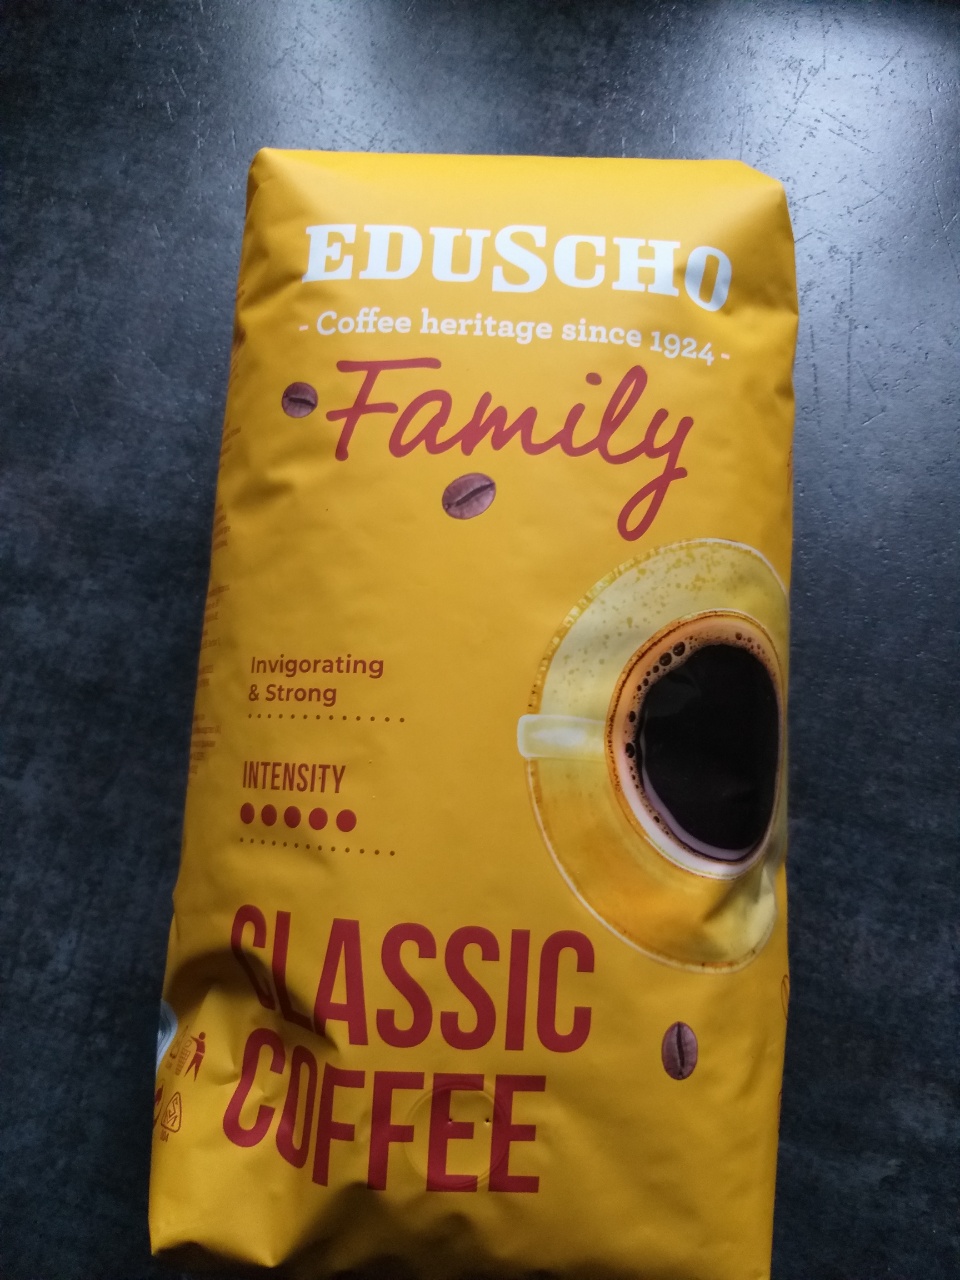 EDUSCHO
- Coffee heritage since 1924 -
Family
Invigorating
& Strong
INTENSITY
CLASSIC
COFFEE